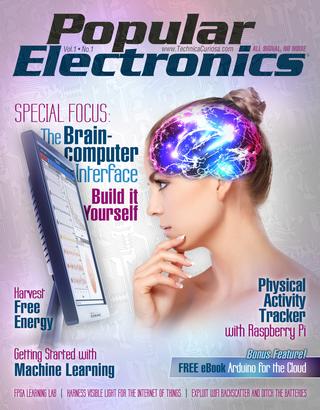 Popular
Vol.1 • No.1
www.TechnicaCuriosa.com
ALL SIGNAL, NO NOISE
Electronics®
SPECIAL FOCUS:
The Brain-
computer
Interface
Build it
Yourself
Harvest
Free
Energy
Getting Started with
Machine Learning
Physical
Activity
Tracker
with Raspberry Pi
Bonus Feature!
FREE eBook Arduino for the Cloud
FPGA LEARNING LAB | HARNESS VISIBLE LIGHT FOR THE INTERNET OF THINGS | EXPLOIT WIFI BACKSCATTER AND DITCH THE BATTERIES